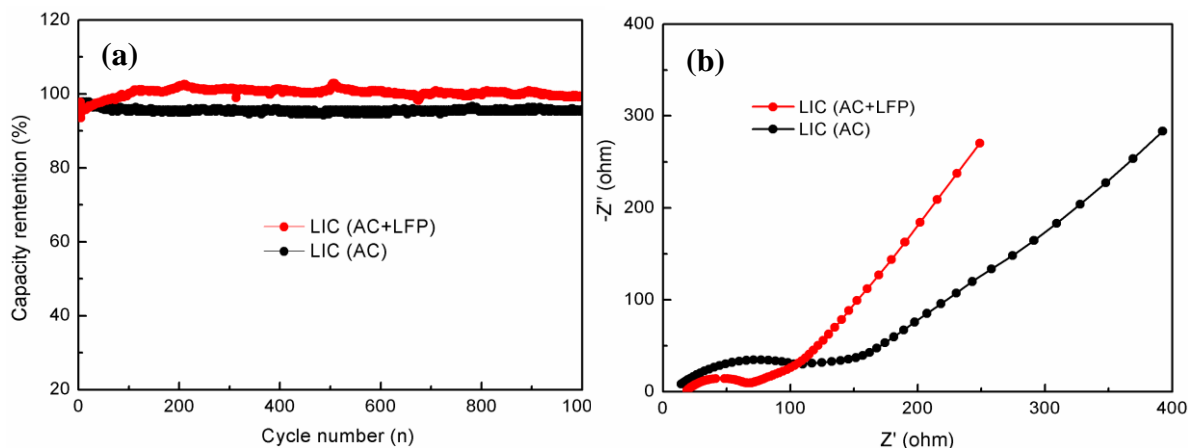 (a)
120
100
80
60
40
20
Capacity rentention (%)
LIC (AC+LFP)
LIC (AC)
0
200
400
600
800
100
Cycle number (n)
(b)
400
300
200
100
0
-Z" (ohm)
LIC (AC+LFP)
LIC (AC)
0
100
200
300
400
Z' (ohm)